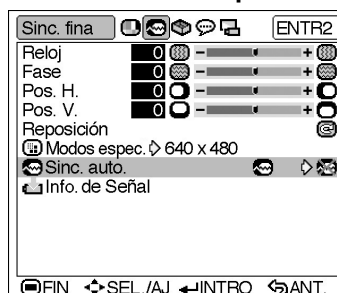 Sinc. fina ENTR2
Reloj 0 - +
Fase 0 - +
Pos. H. 0 - +
Pos. V. 0 - +
Reposición
Modos espec. 640 x 480
Sinc. auto.
Info. de Señal
FIN SEL./AJ INTRO ANT.